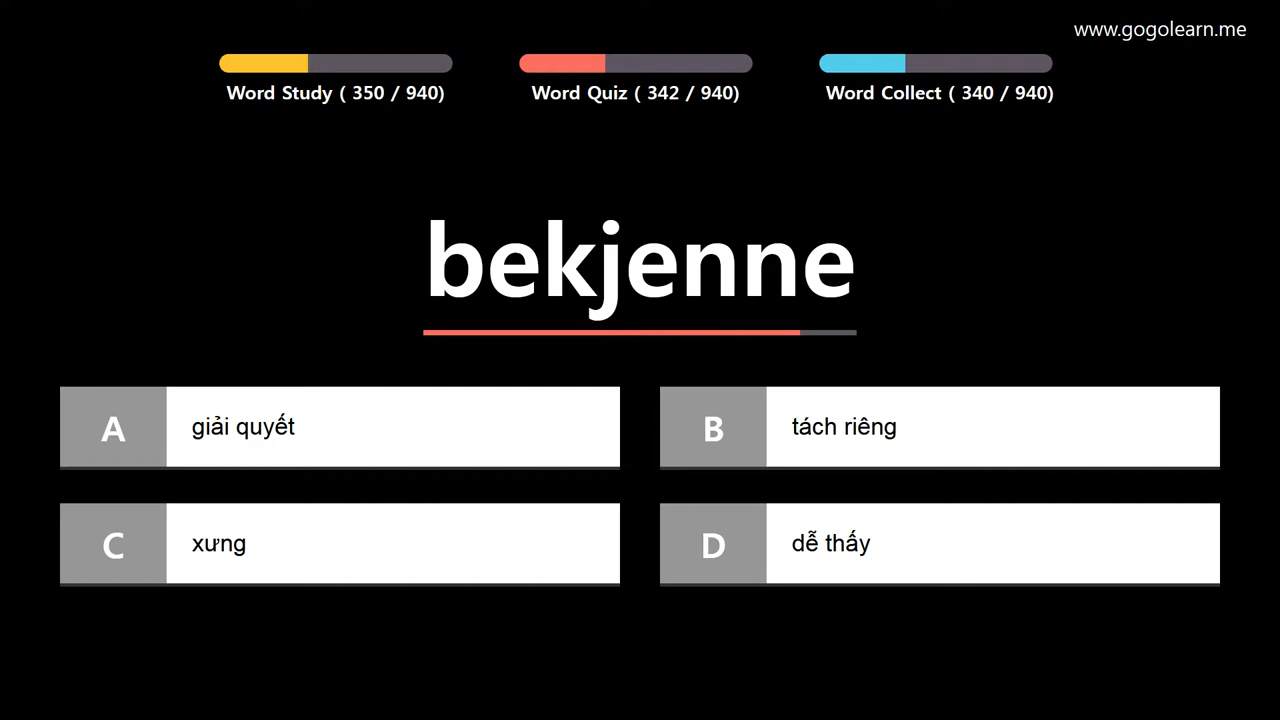 www.gogolearn.me
Word Study ( 350 / 940)
Word Quiz ( 342 / 940)
Word Collect ( 340 / 940)
bekjenne
A giải quyết
B tách riêng
C xưng
D dễ thấy